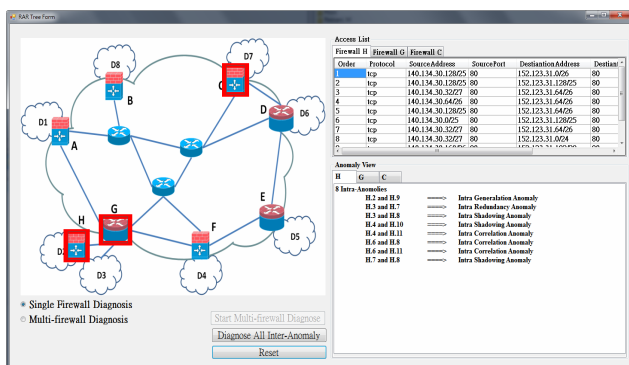 RAR Tree Form
D8
D7
B
C
D
D6
D1
A
H
G
E
D5
F
D2
D3
D4
Single Firewall Diagnosis
Multi-firewall Diagnosis
Start Multi-firewall Diagnose
Diagnose All Inter-Anomaly
Reset
Access List
Firewall H Firewall G Firewall C
Order Protocol SourceAddress SourcePort DestiantionAddress Destian
1 tcp 140.134.30.128/25 80 152.123.31.0/26 80
2 tcp 140.134.30.128/25 80 152.123.31.128/25 80
3 tcp 140.134.30.32/27 80 152.123.31.64/26 80
4 tcp 140.134.30.64/26 80 152.123.31.64/26 80
5 tcp 140.134.30.128/25 80 152.123.31.64/26 80
6 tcp 140.134.30.0/25 80 152.123.31.128/25 80
7 tcp 140.134.30.32/27 80 152.123.31.64/26 80
8 tcp 140.134.30.32/27 80 152.123.31.0/24 80
Anomaly View
H G C
8 Intra-Anomolies
H.2 and H.9 ⟹ Intra Generalation Anomaly
H.3 and H.7 ⟹ Intra Redundancy Anomaly
H.3 and H.8 ⟹ Intra Shadowing Anomaly
H.4 and H.10 ⟹ Intra Shadowing Anomaly
H.4 and H.11 ⟹ Intra Correlation Anomaly
H.6 and H.8 ⟹ Intra Correlation Anomaly
H.6 and H.11 ⟹ Intra Correlation Anomaly
H.7 and H.8 ⟹ Intra Shadowing Anomaly